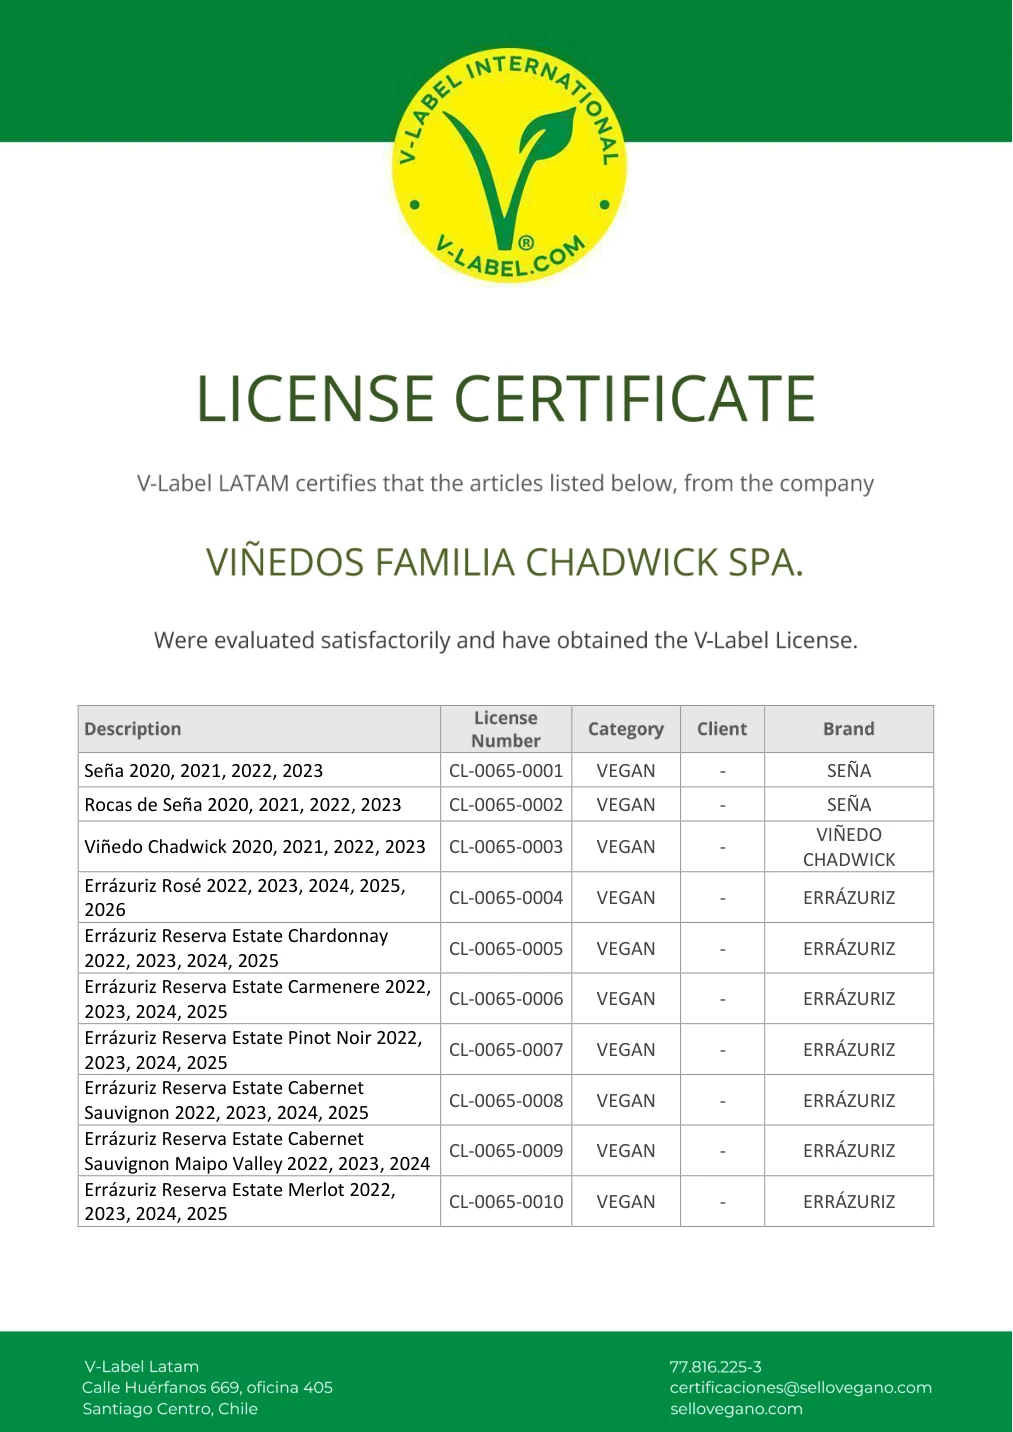 V-LABEL INTERNATIONAL
®
V-LABEL.COM
LICENSE CERTIFICATE
V-Label LATAM certifies that the articles listed below, from the company
VIÑEDOS FAMILIA CHADWICK SPA.
Were evaluated satisfactorily and have obtained the V-Label License.
Description License Number Category Client Brand
Seña 2020, 2021, 2022, 2023 CL-0065-0001 VEGAN - SEÑA
Rocas de Seña 2020, 2021, 2022, 2023 CL-0065-0002 VEGAN - SEÑA
Viñedo Chadwick 2020, 2021, 2022, 2023 CL-0065-0003 VEGAN - VIÑEDO CHADWICK
Errázuriz Rosé 2022, 2023, 2024, 2025, 2026 CL-0065-0004 VEGAN - ERRÁZURIZ
Errázuriz Reserva Estate Chardonnay 2022, 2023, 2024, 2025 CL-0065-0005 VEGAN - ERRÁZURIZ
Errázuriz Reserva Estate Carmenere 2022, 2023, 2024, 2025 CL-0065-0006 VEGAN - ERRÁZURIZ
Errázuriz Reserva Estate Pinot Noir 2022, 2023, 2024, 2025 CL-0065-0007 VEGAN - ERRÁZURIZ
Errázuriz Reserva Estate Cabernet Sauvignon 2022, 2023, 2024, 2025 CL-0065-0008 VEGAN - ERRÁZURIZ
Errázuriz Reserva Estate Cabernet Sauvignon Maipo Valley 2022, 2023, 2024 CL-0065-0009 VEGAN - ERRÁZURIZ
Errázuriz Reserva Estate Merlot 2022, 2023, 2024, 2025 CL-0065-0010 VEGAN - ERRÁZURIZ
V-Label Latam
Calle Huérfanos 669, oficina 405
Santiago Centro, Chile
77.816.225-3
certificaciones@sellovegano.com
sellovegano.com